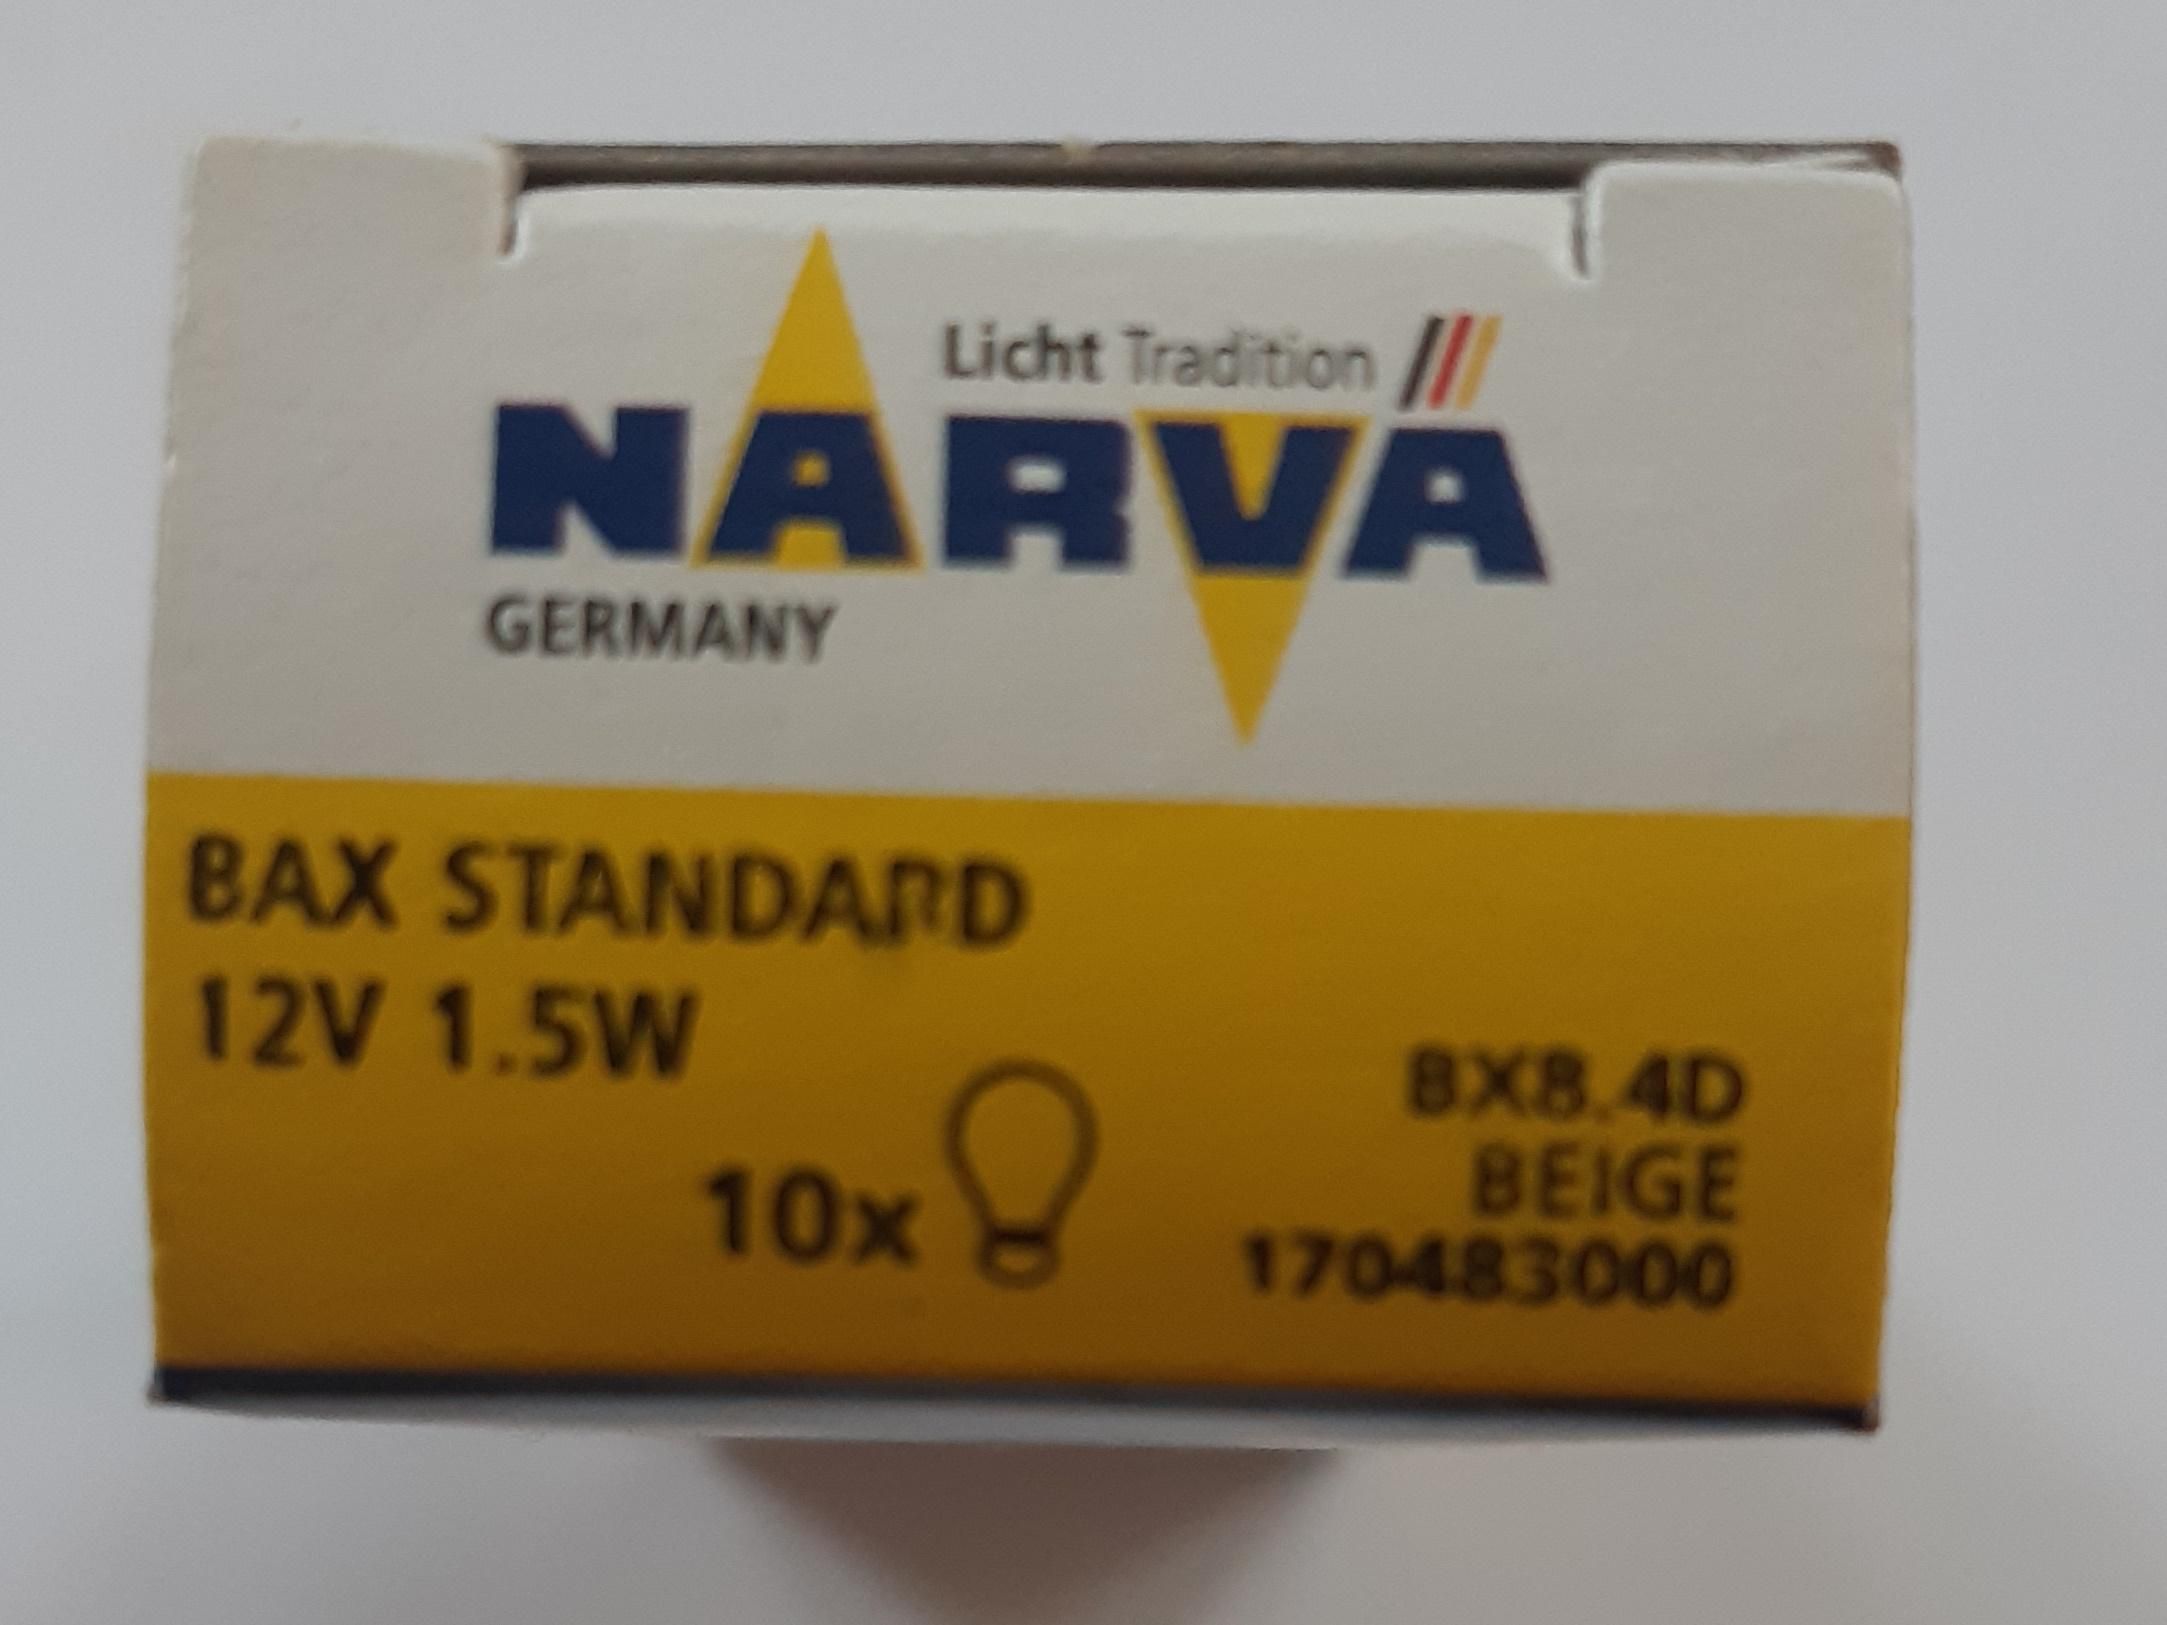 Licht Tradition
NARVA
GERMANY
BAX STANDARD
12V 1.5W
10x
BX8.4D
BEIGE
170483000